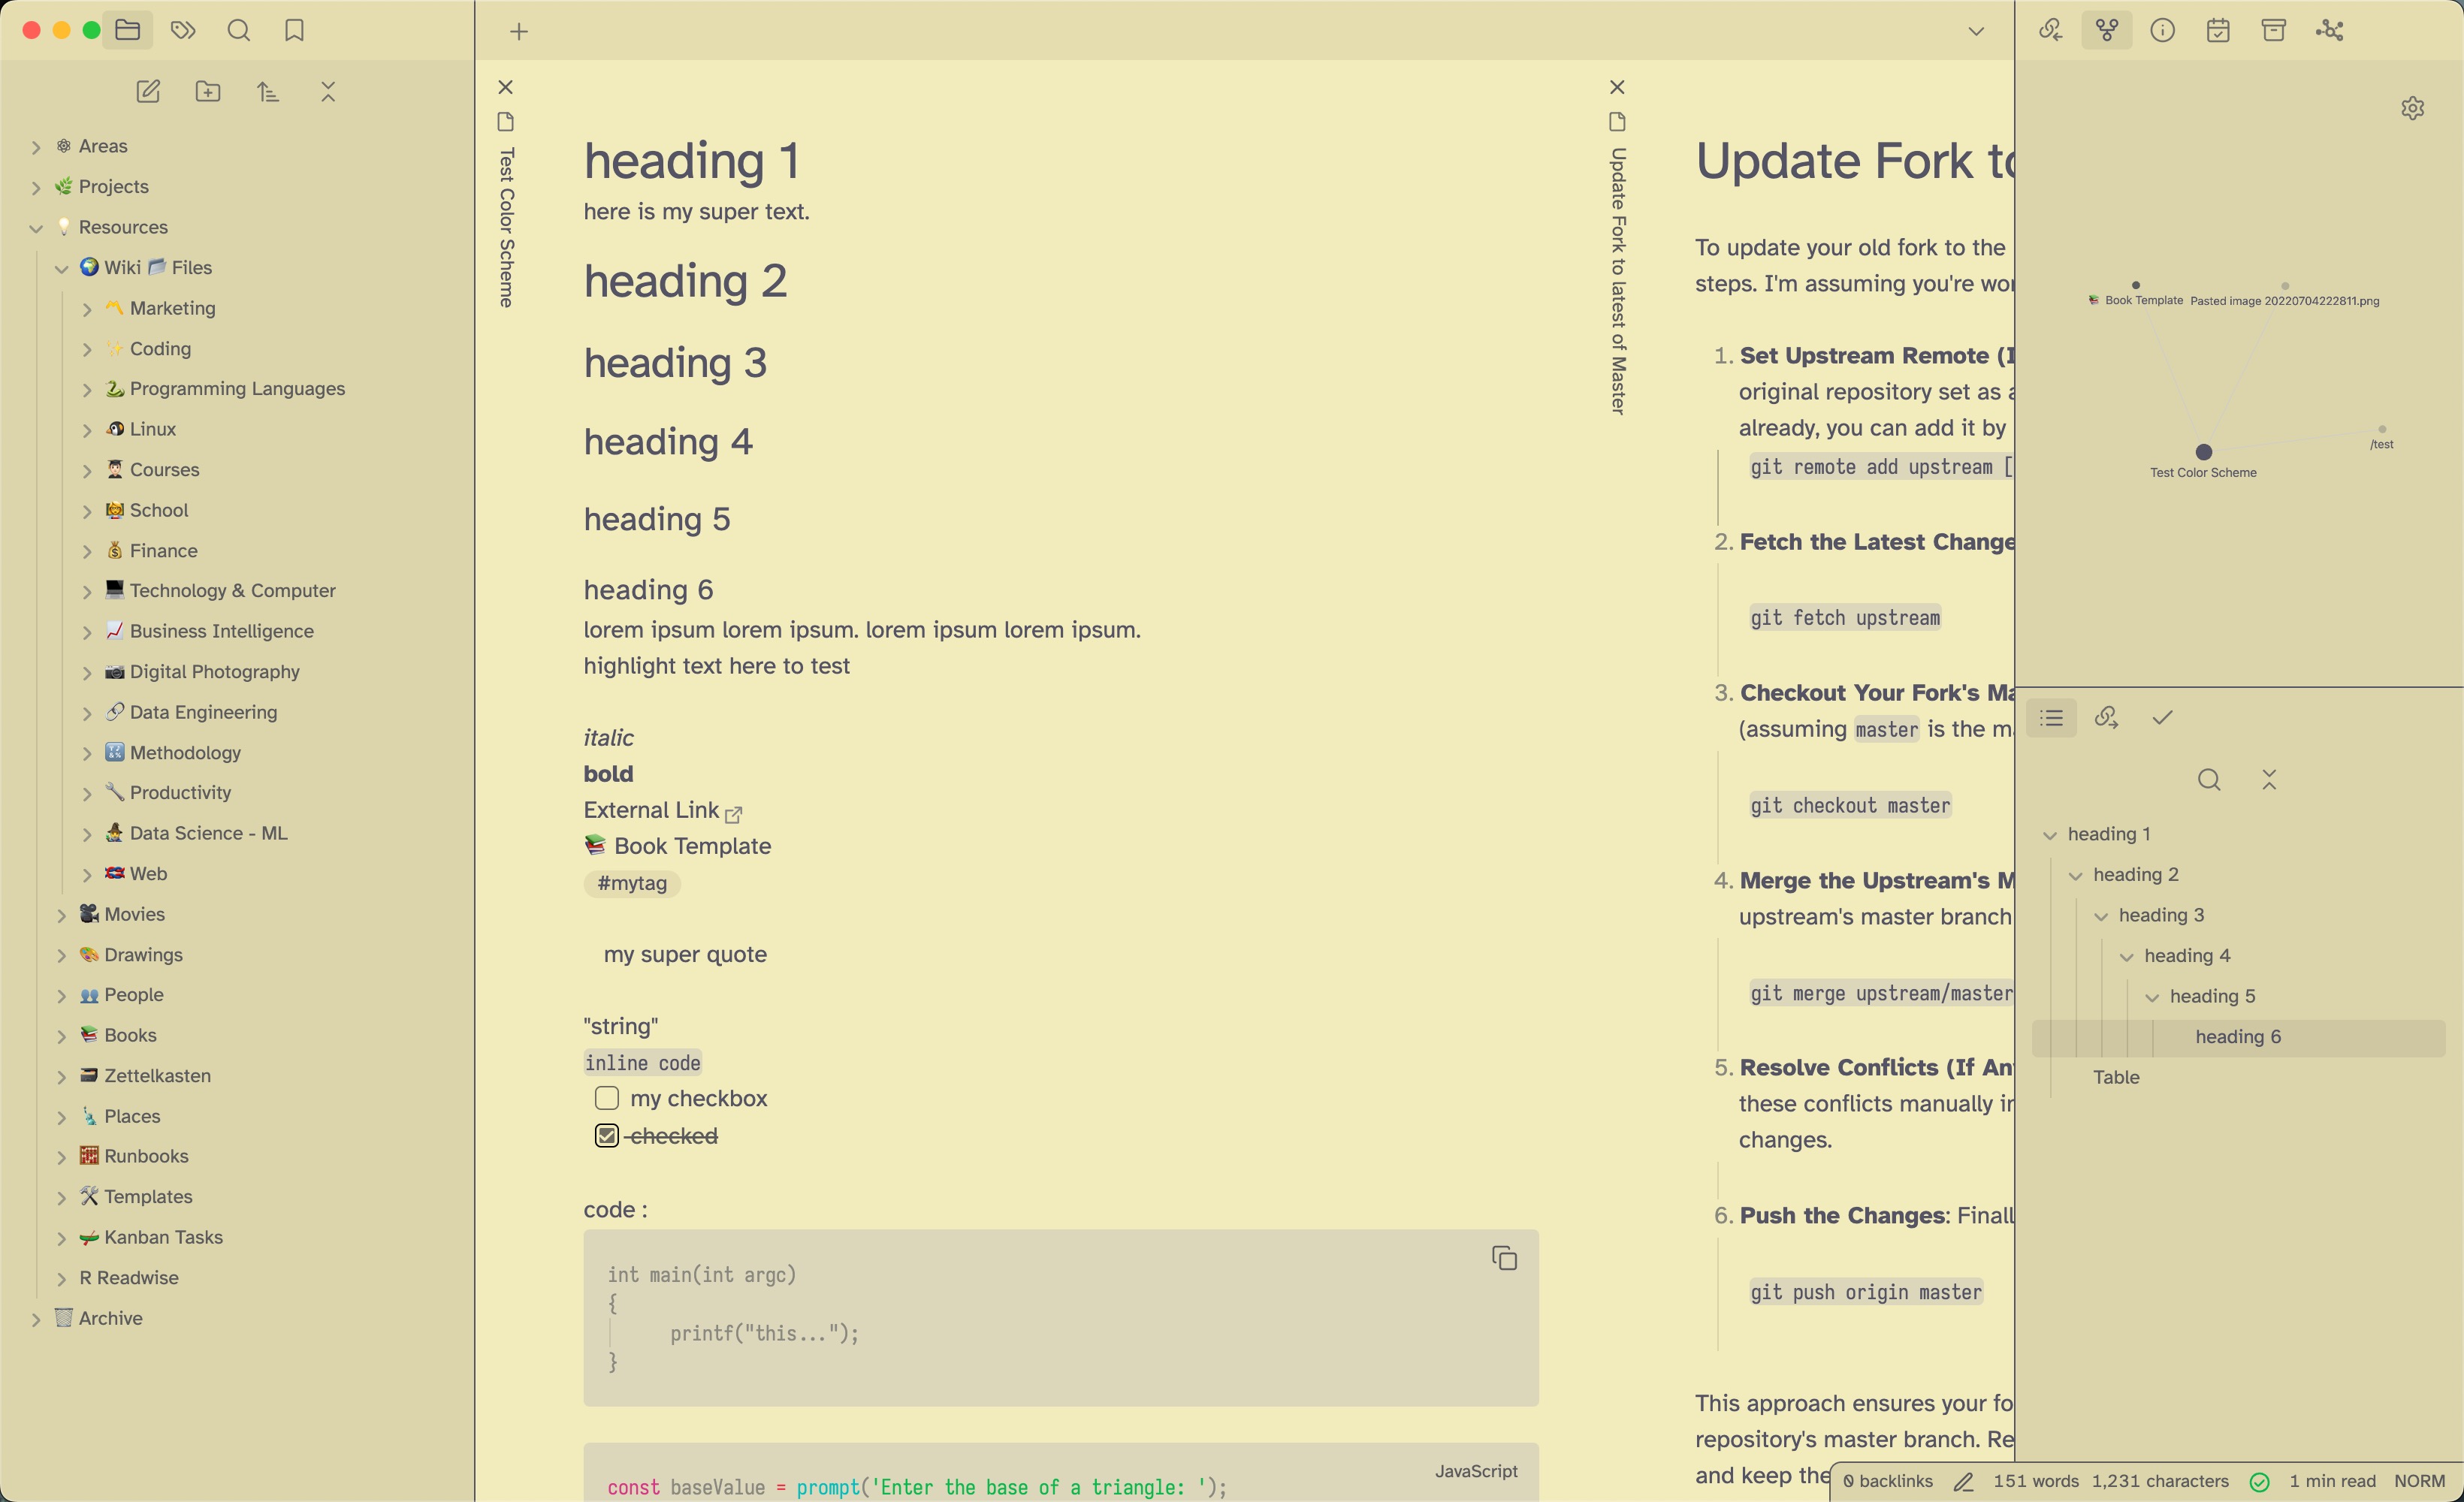 Areas
Projects
Resources
Wiki Files
Marketing
Coding
Programming Languages
Linux
Courses
School
Finance
Technology & Computer
Business Intelligence
Digital Photography
Data Engineering
Methodology
Productivity
Data Science - ML
Web
Movies
Drawings
People
Books
Zettelkasten
Places
Runbooks
Templates
Kanban Tasks
R Readwise
Archive
Test Color Scheme
heading 1
here is my super text.
heading 2
heading 3
heading 4
heading 5
heading 6
lorem ipsum lorem ipsum. lorem ipsum lorem ipsum.
highlight text here to test
italic
bold
External Link
Book Template
#mytag
my super quote
"string"
inline code
my checkbox
checked
code :
int main(int argc)
{
printf("this...");
}
JavaScript
const baseValue = prompt('Enter the base of a triangle: ');
Update Fork to latest of Master
Update Fork to
To update your old fork to the
steps. I'm assuming you're wor
1. Set Upstream Remote (I
original repository set as a
already, you can add it by
git remote add upstream [
2. Fetch the Latest Change
git fetch upstream
3. Checkout Your Fork's Ma
(assuming master is the ma
git checkout master
4. Merge the Upstream's M
upstream's master branch
git merge upstream/master
5. Resolve Conflicts (If An
these conflicts manually in
changes.
6. Push the Changes: Finall
git push origin master
This approach ensures your fo
repository's master branch. Re
and keep the
Book Template
Pasted image 20220704222811.png
/test
Test Color Scheme
heading 1
heading 2
heading 3
heading 4
heading 5
heading 6
Table
0 backlinks 151 words 1,231 characters 1 min read NORM